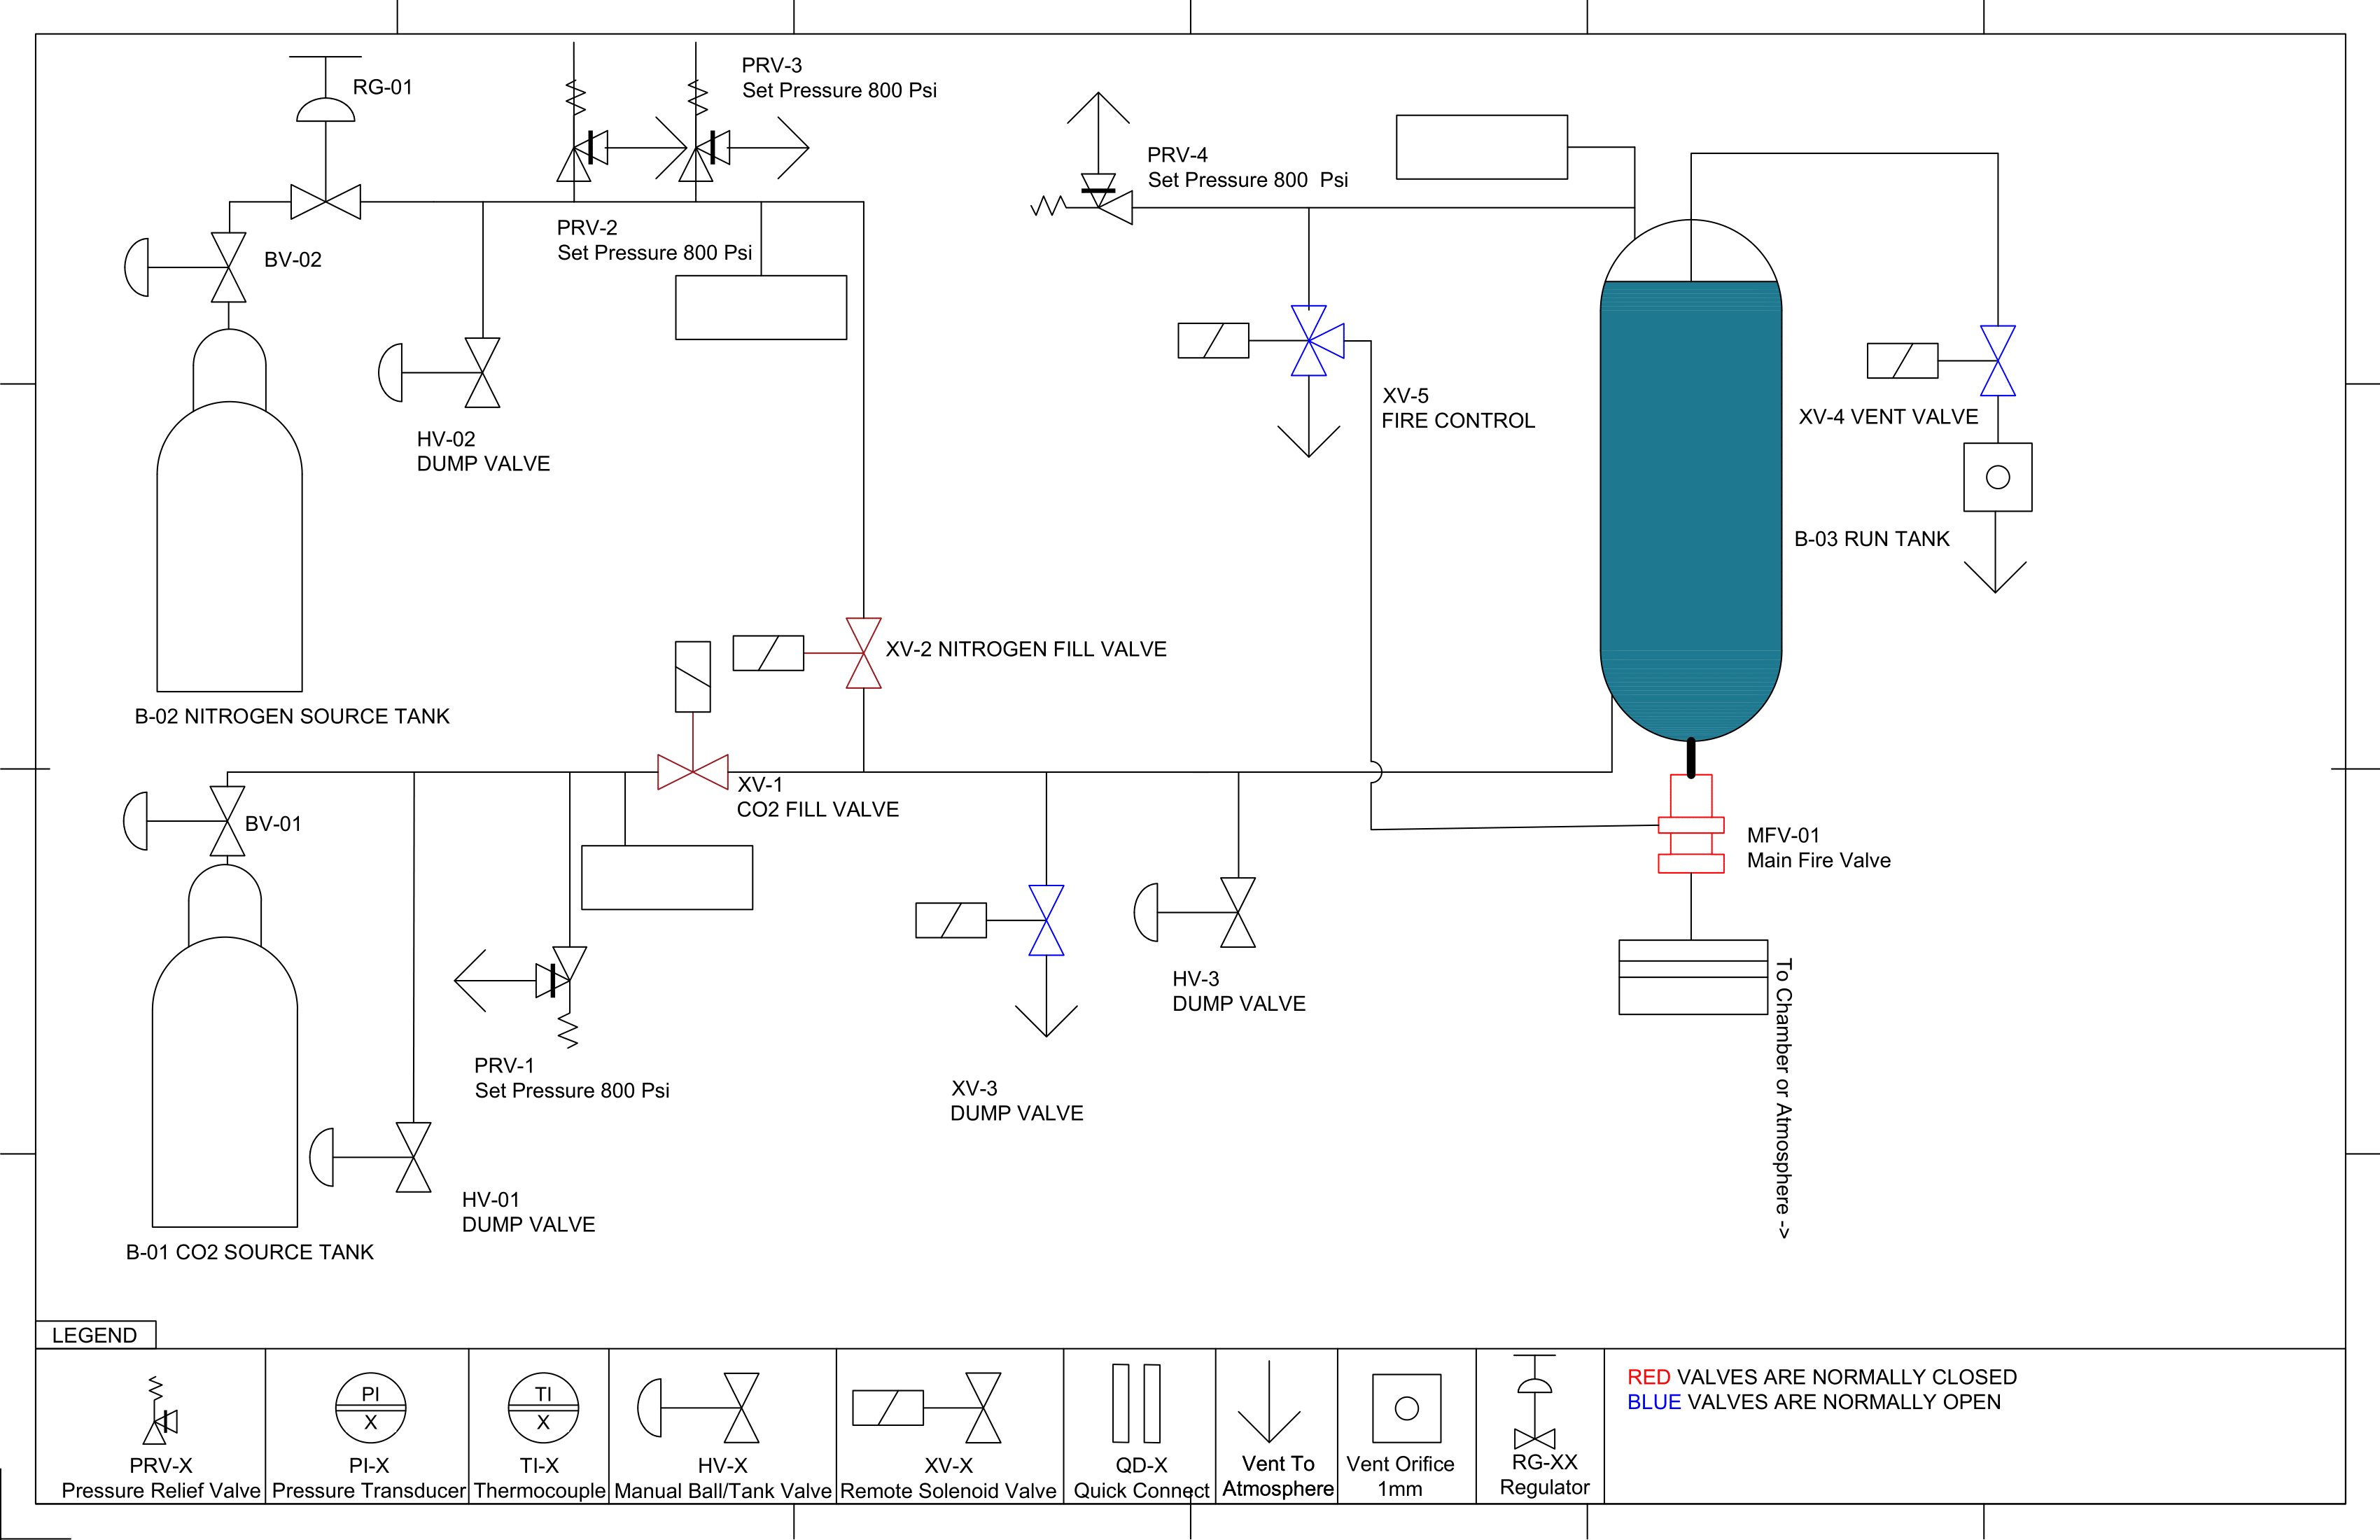 RG-01
PRV-3
Set Pressure 800 Psi
PRV-4
Set Pressure 800  Psi
PRV-2
Set Pressure 800 Psi
BV-02
HV-02
DUMP VALVE
XV-5
FIRE CONTROL
XV-4 VENT VALVE
B-03 RUN TANK
XV-2 NITROGEN FILL VALVE
B-02 NITROGEN SOURCE TANK
XV-1
CO2 FILL VALVE
BV-01
MFV-01
Main Fire Valve
To Chamber or Atmosphere ->
HV-3
DUMP VALVE
PRV-1
Set Pressure 800 Psi
XV-3
DUMP VALVE
HV-01
DUMP VALVE
B-01 CO2 SOURCE TANK
LEGEND
PRV-X
Pressure Relief Valve
PI
X
PI-X
Pressure Transducer
TI
X
TI-X
Thermocouple
HV-X
Manual Ball/Tank Valve
XV-X
Remote Solenoid Valve
QD-X
Quick Connect
Vent To
Atmosphere
Vent Orifice
1mm
RG-XX
Regulator
RED VALVES ARE NORMALLY CLOSED
BLUE VALVES ARE NORMALLY OPEN